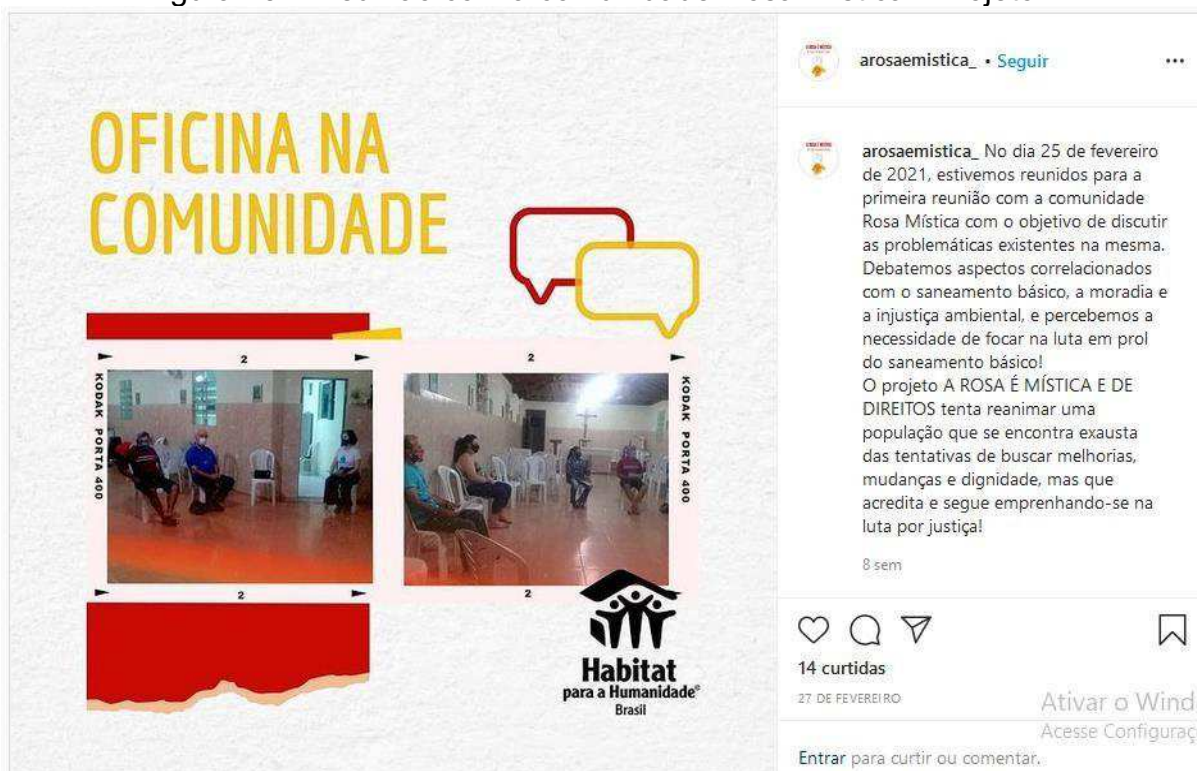 arosaemistica_ • Seguir
OFICINA NA
COMUNIDADE
arosaemistica_ No dia 25 de fevereiro
de 2021, estivemos reunidos para a
primeira reunião com a comunidade
Rosa Mística com o objetivo de discutir
as problemáticas existentes na mesma.
Debatemos aspectos correlacionados
com o saneamento básico, a moradia e
a injustiça ambiental, e percebemos a
necessidade de focar na luta em prol
do saneamento básico!
O projeto A ROSA É MÍSTICA E DE
DIREITOS tenta reanimar uma
população que se encontra exausta
das tentativas de buscar melhorias,
mudanças e dignidade, mas que
acredita e segue emprenhando-se na
luta por justiça!
8 sem
2
2
KODAK PORTA 400
KODAK PORTA 400
2
2
Habitat
para a Humanidade®
Brasil
14 curtidas
27 DE FEVEREIRO
Ativar o Wind
Acesse Configuraç
Entrar para curtir ou comentar.